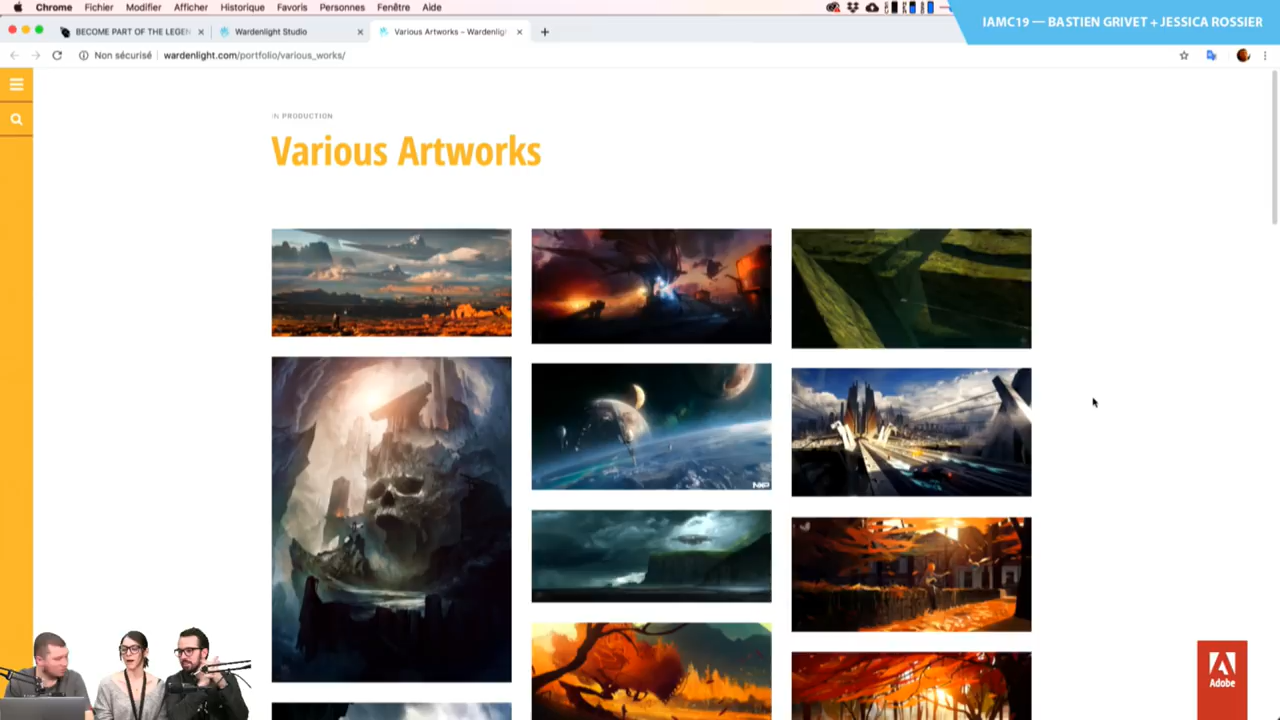 Chrome Fichier Modifier Afficher Historique Favoris Personnes Fenêtre Aide
IAMC19 — BASTIEN GRIVET + JESSICA ROSSIER
BECOME PART OF THE LEGEN
Wardenlight Studio
Various Artworks – Wardenlig
Non sécurisé
wardenlight.com/portfolio/various_works/
IN PRODUCTION
Various Artworks
NXP
Adobe